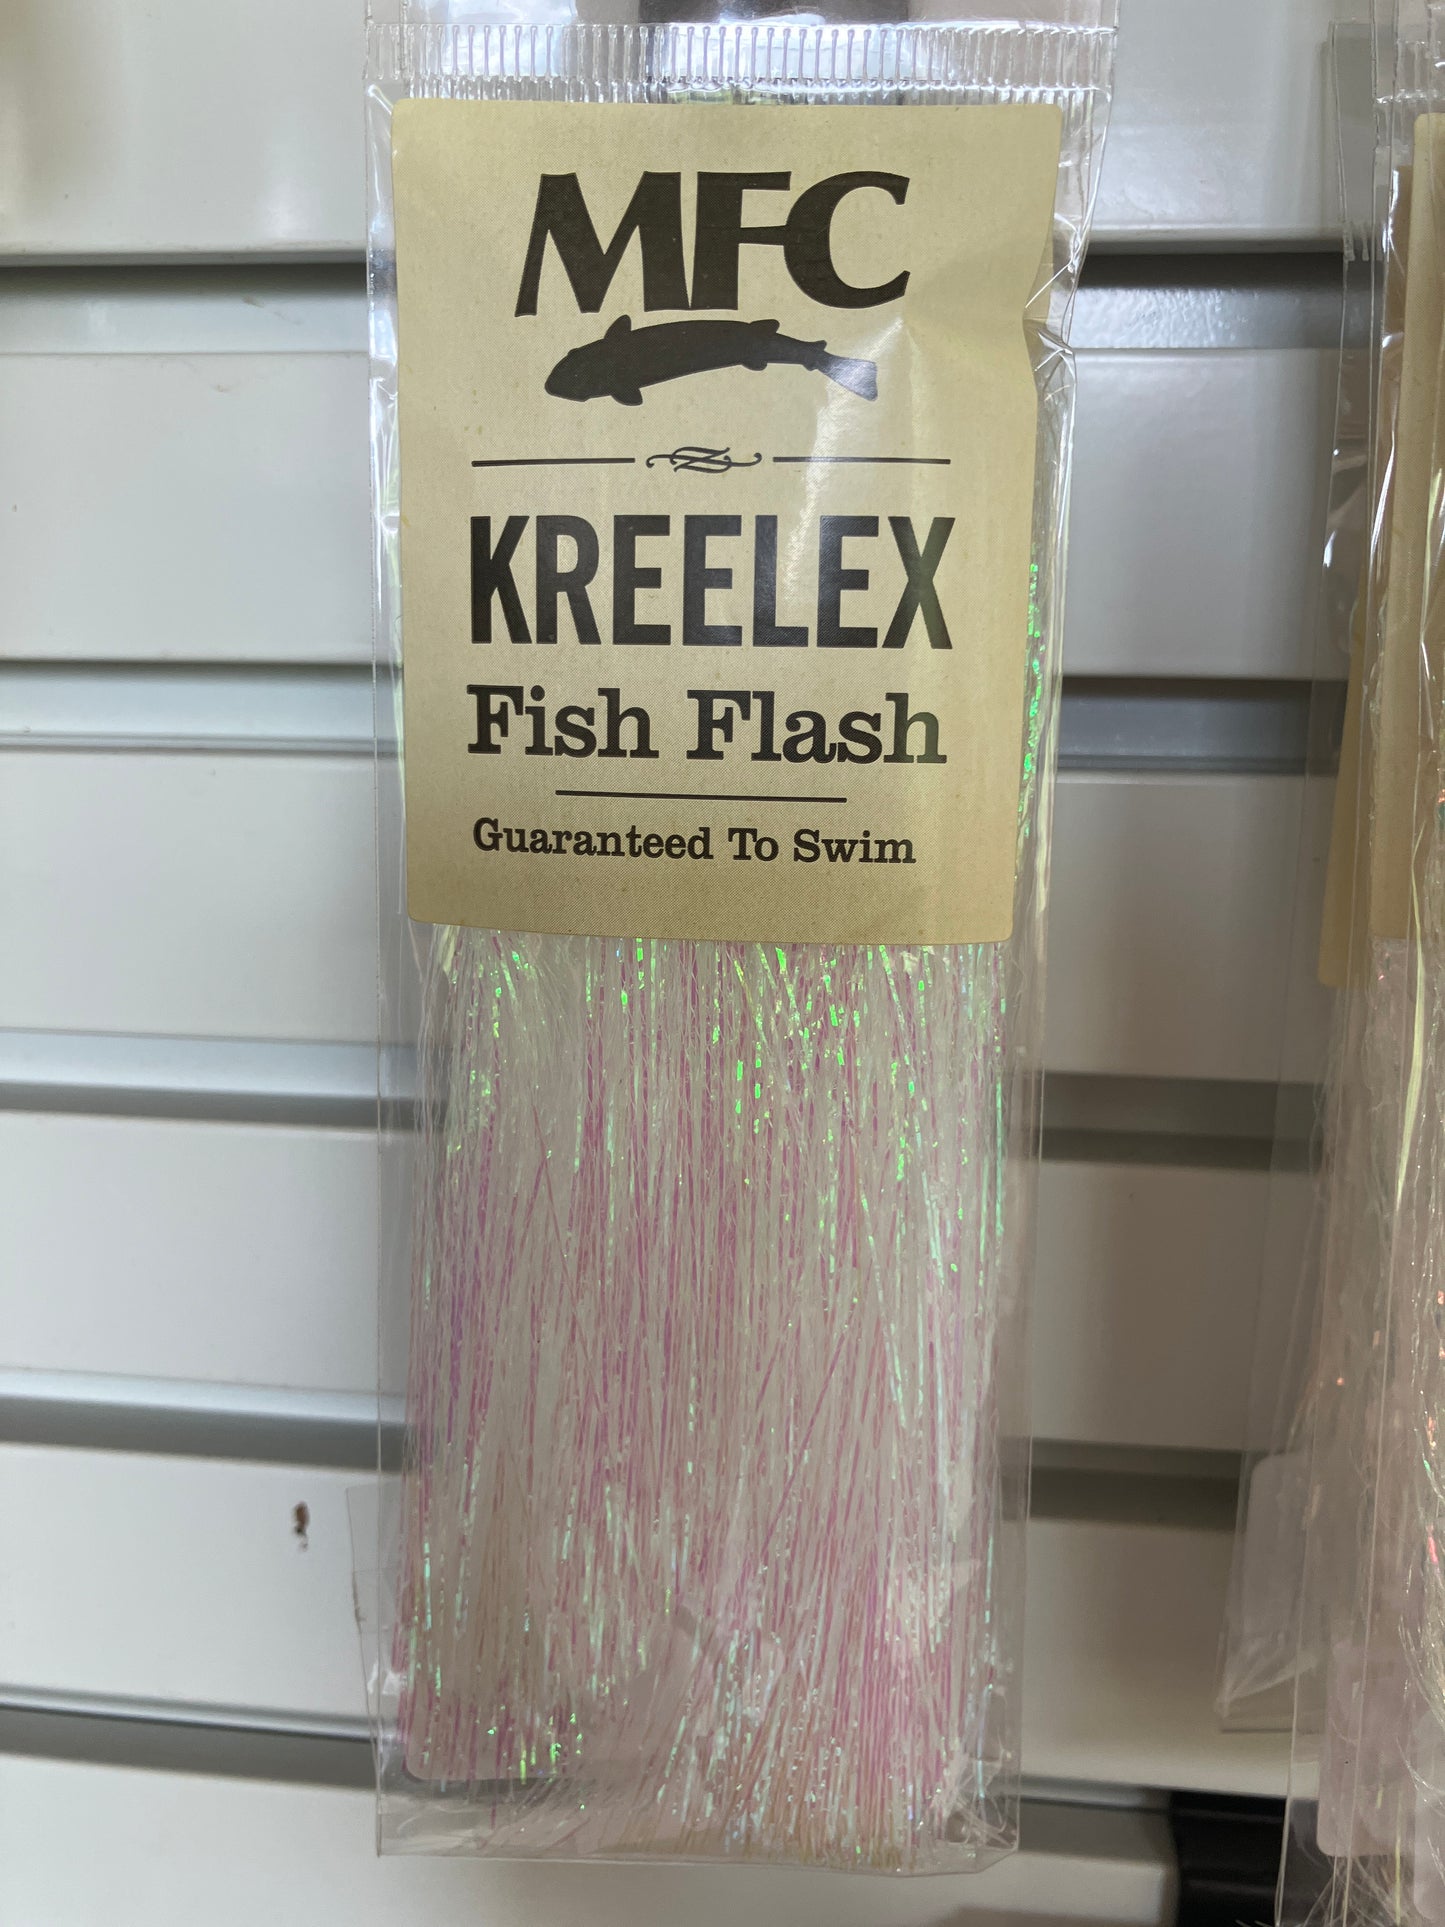 MFC
KREELEX
Fish Flash
Guaranteed To Swim